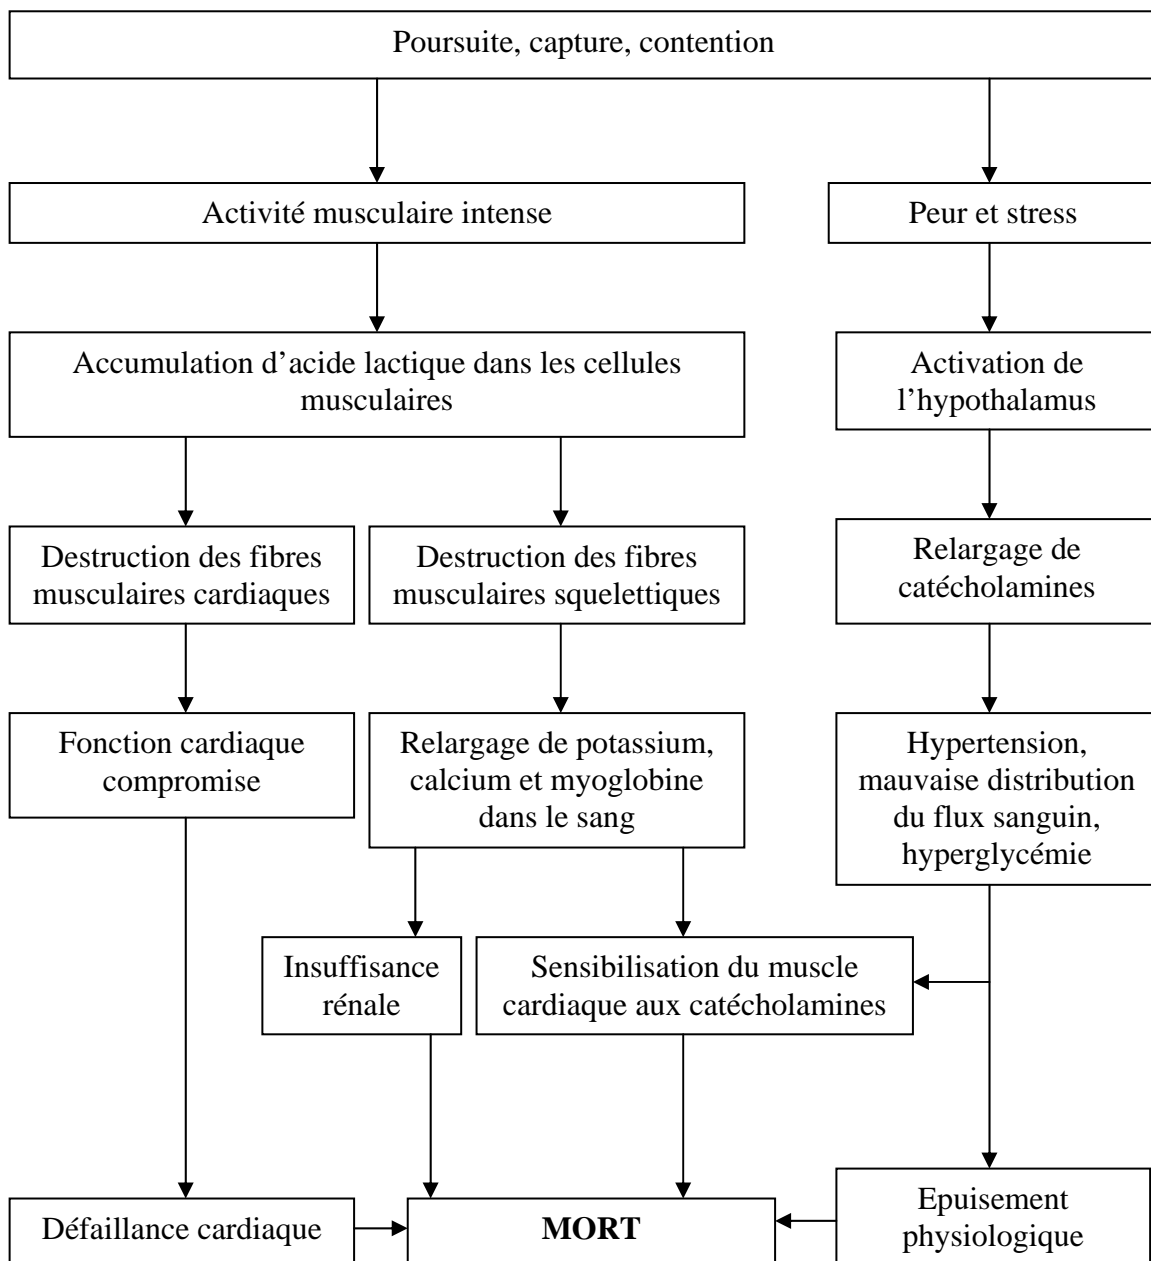 Poursuite, capture, contention
Activité musculaire intense
Peur et stress
Accumulation d’acide lactique dans les cellules
musculaires
Activation de
l’hypothalamus
Destruction des fibres
musculaires cardiaques
Destruction des fibres
musculaires squelettiques
Relargage de
catécholamines
Fonction cardiaque
compromise
Relargage de potassium,
calcium et myoglobine
dans le sang
Hypertension,
mauvaise distribution
du flux sanguin,
hyperglycémie
Insuffisance
rénale
Sensibilisation du muscle
cardiaque aux catécholamines
Défaillance cardiaque
MORT
Epuisement
physiologique